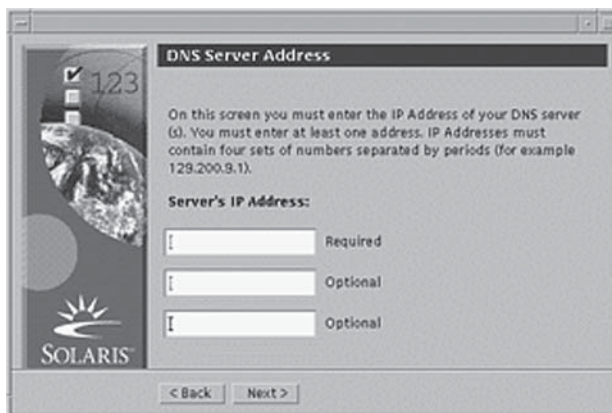 DNS Server Address
123
On this screen you must enter the IP Address of your DNS server
(s). You must enter at least one address. IP Addresses must
contain four sets of numbers separated by periods (for example
129.200.9.1).
Server's IP Address:
Required
Optional
Optional
SOLARIS™
< Back Next >